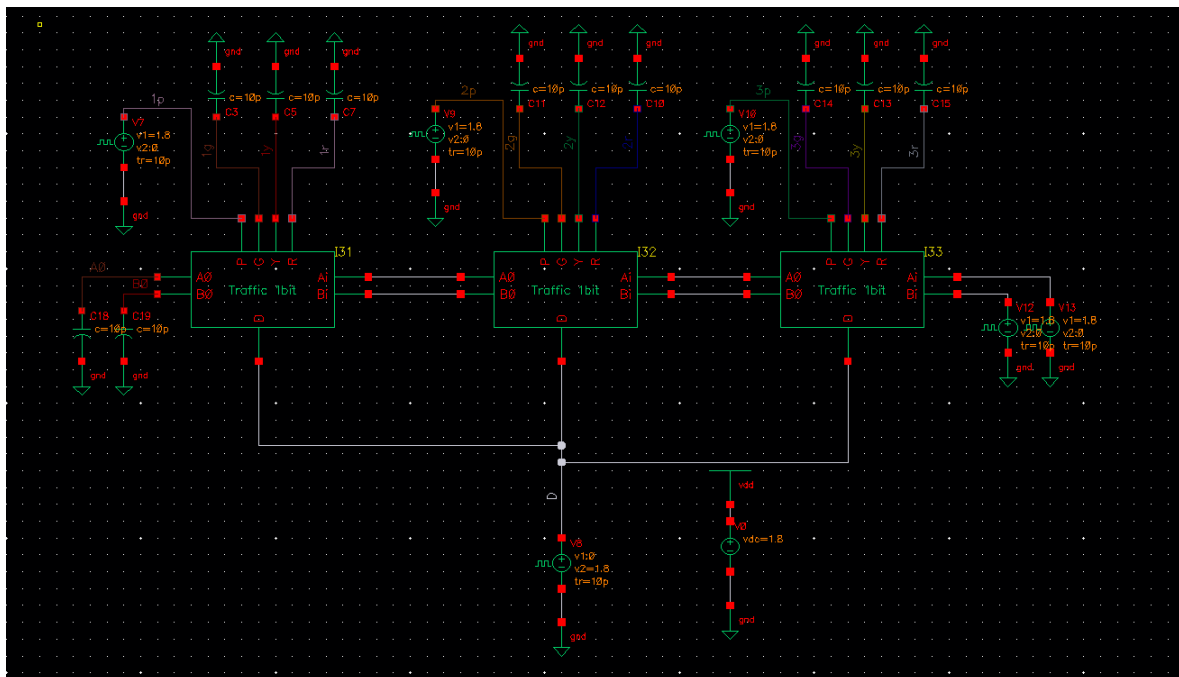 gnd gnd gnd
c=10p c=10p c=10p
C3 C5 C7
1p
V7
v1=1.8
v2:0
tr=10p
gnd
1g 1y 1r
gnd gnd gnd
c=10p c=10p c=10p
C11 C12 C10
2p
V9
v1=1.8
v2:0
tr=10p
gnd
2g 2y
gnd gnd gnd
c=10p c=10p c=10p
C14 C13 C15
3p
V10
v1=1.8
v2:0
tr=10p
gnd
3g 3y 3r
I31
P G Y R
A0 Ai
B0 Bi
Traffic 1bit
D
I32
P G Y R
A0 Ai
B0 Bi
Traffic 1bit
D
I33
P G Y R
A0 Ai
B0 Bi
Traffic 1bit
D
A0
B0
C18 C19
c=10p c=10p
gnd gnd
V12 V13
v1=1.8 v1=1.8
v2:0 v2:0
tr=10p tr=10p
gnd gnd
D
V8
v1:0
v2=1.8
tr=10p
gnd
vdd
V0
vdc=1.8
gnd